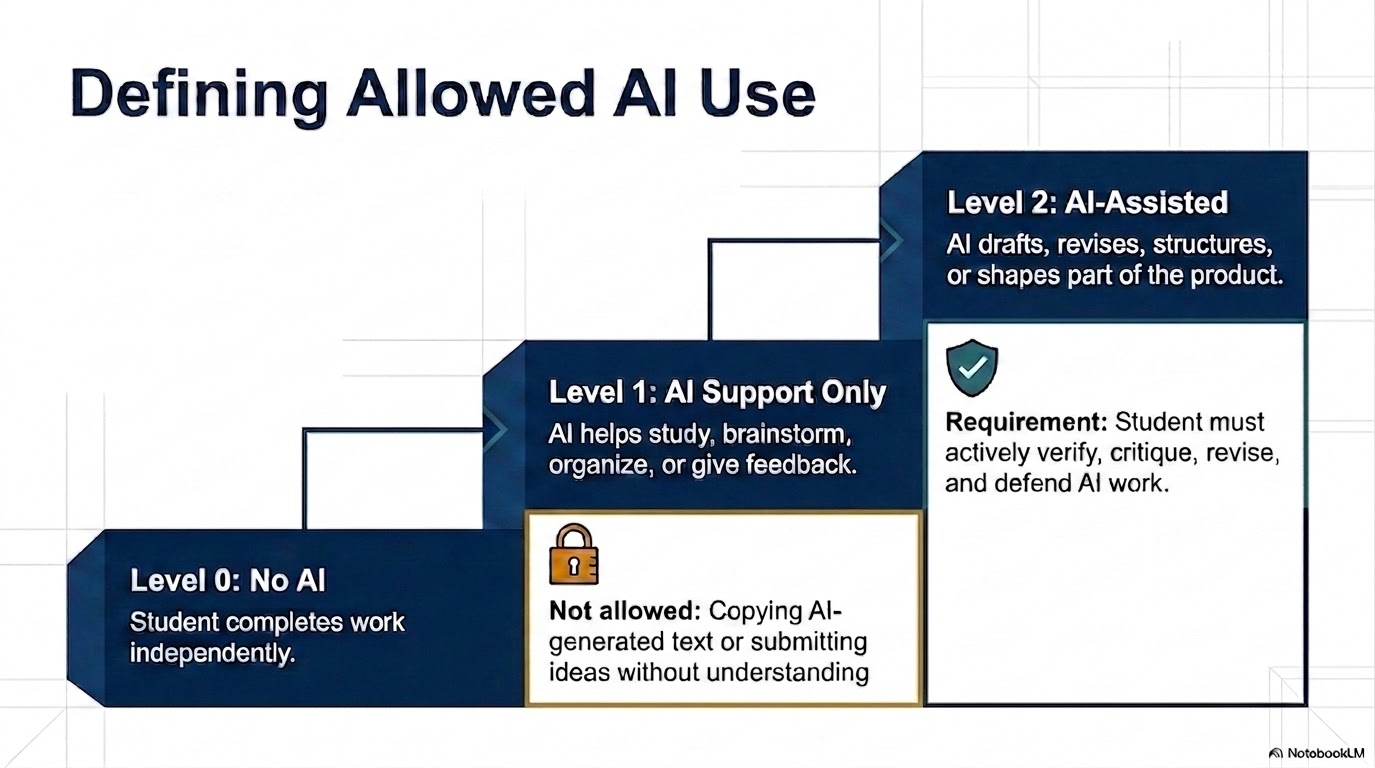 Defining Allowed AI Use
Level 2: AI-Assisted
AI drafts, revises, structures,
or shapes part of the product.
Requirement: Student must
actively verify, critique, revise,
and defend AI work.
Level 1: AI Support Only
AI helps study, brainstorm,
organize, or give feedback.
Not allowed: Copying AI-
generated text or submitting
ideas without understanding
Level 0: No AI
Student completes work
independently.
NotobookLM